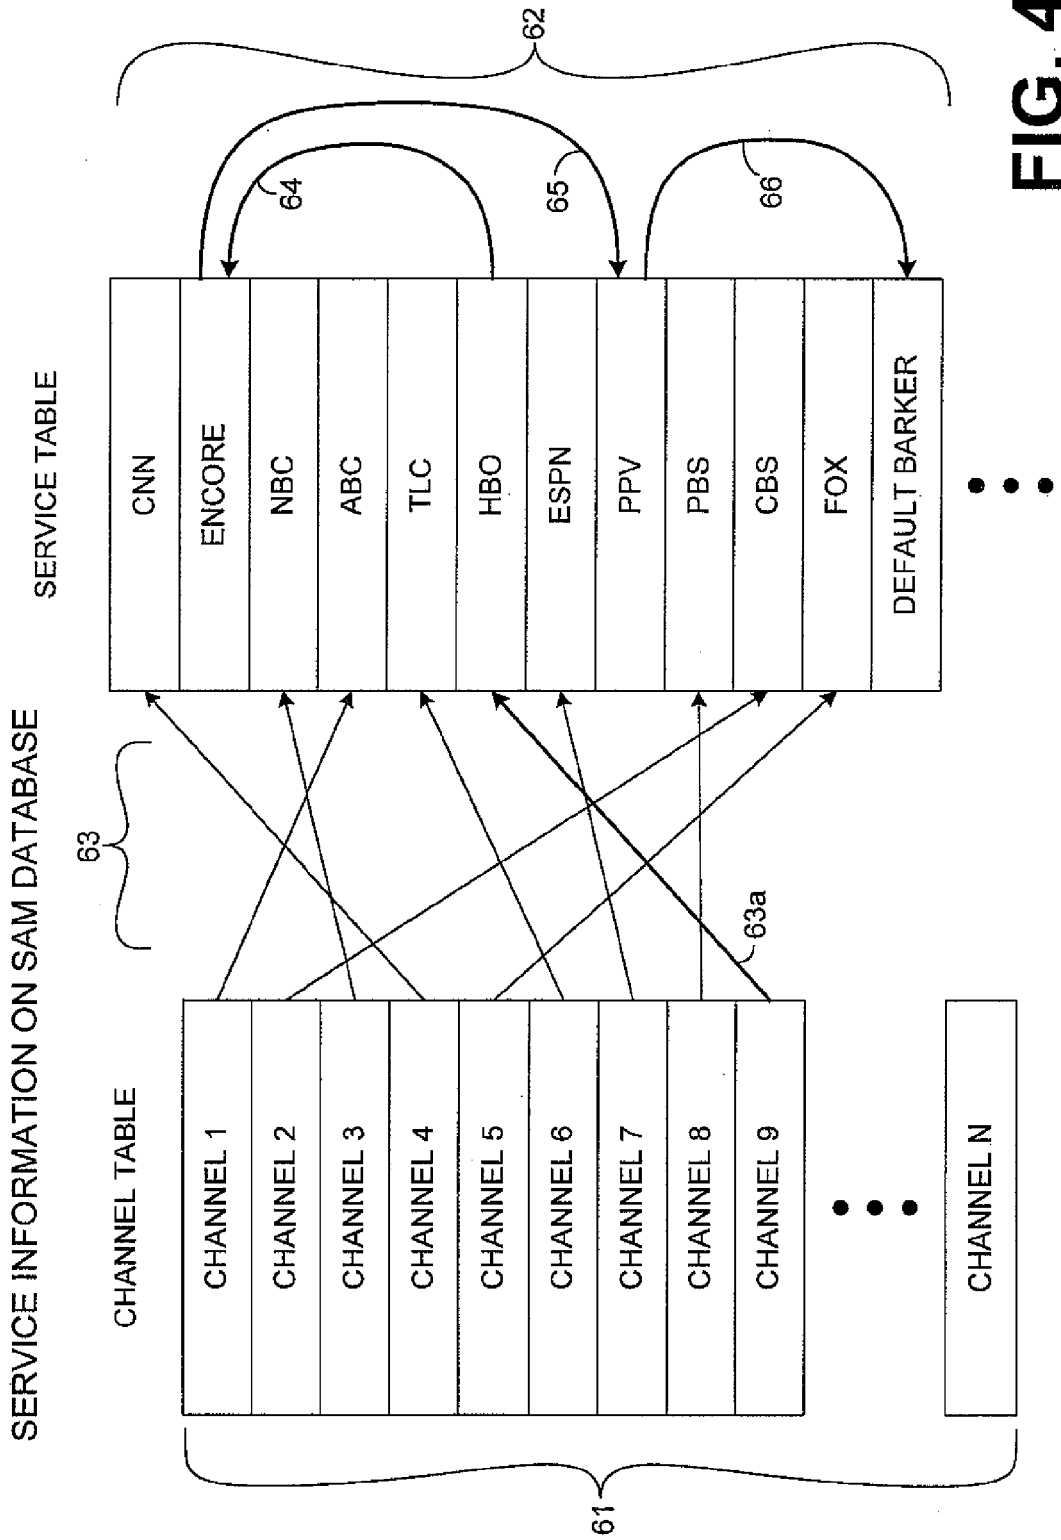 SERVICE INFORMATION ON SAM DATABASE
CHANNEL TABLE
CHANNEL 1
CHANNEL 2
CHANNEL 3
CHANNEL 4
CHANNEL 5
CHANNEL 6
CHANNEL 7
CHANNEL 8
CHANNEL 9
CHANNEL N
61
63
63a
SERVICE TABLE
CNN
ENCORE
NBC
ABC
TLC
HBO
ESPN
PPV
PBS
CBS
FOX
DEFAULT BARKER
64
65
66
62
FIG. 4